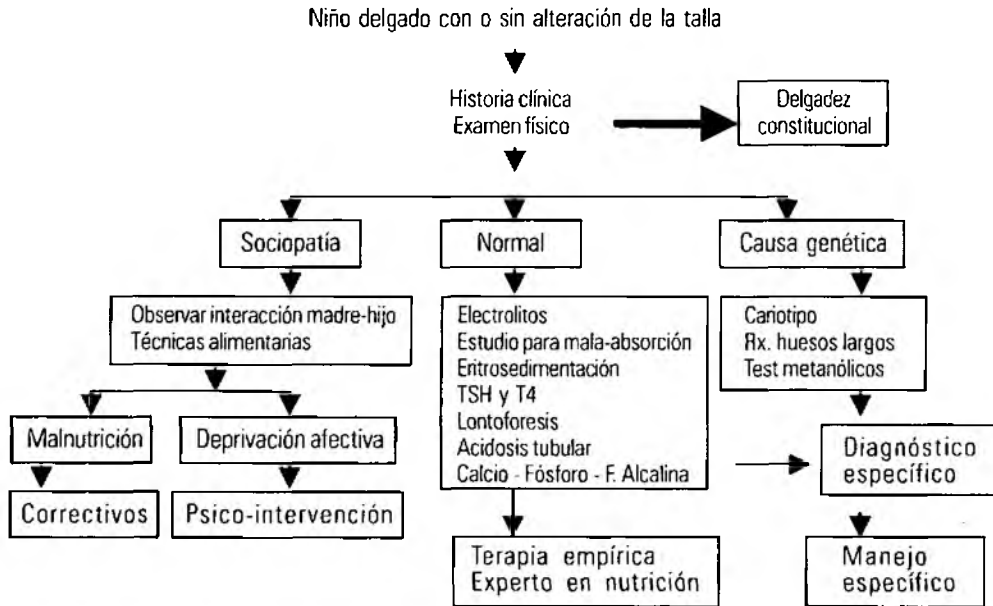 Niño delgado con o sin alteración de la talla
Historia clínica
Examen físico
Delgadez
constitucional
Sociopatía
Normal
Causa genética
Observar interacción madre-hijo
Técnicas alimentarias
Electrolitos
Estudio para mala-absorción
Eritrosedimentación
TSH y T4
Lontoforesis
Acidosis tubular
Calcio - Fósforo - F. Alcalina
Cariotipo
Rx. huesos largos
Test metanólicos
Malnutrición
Deprivación afectiva
Diagnóstico
específico
Correctivos
Psico-intervención
Terapia empírica
Experto en nutrición
Manejo
específico